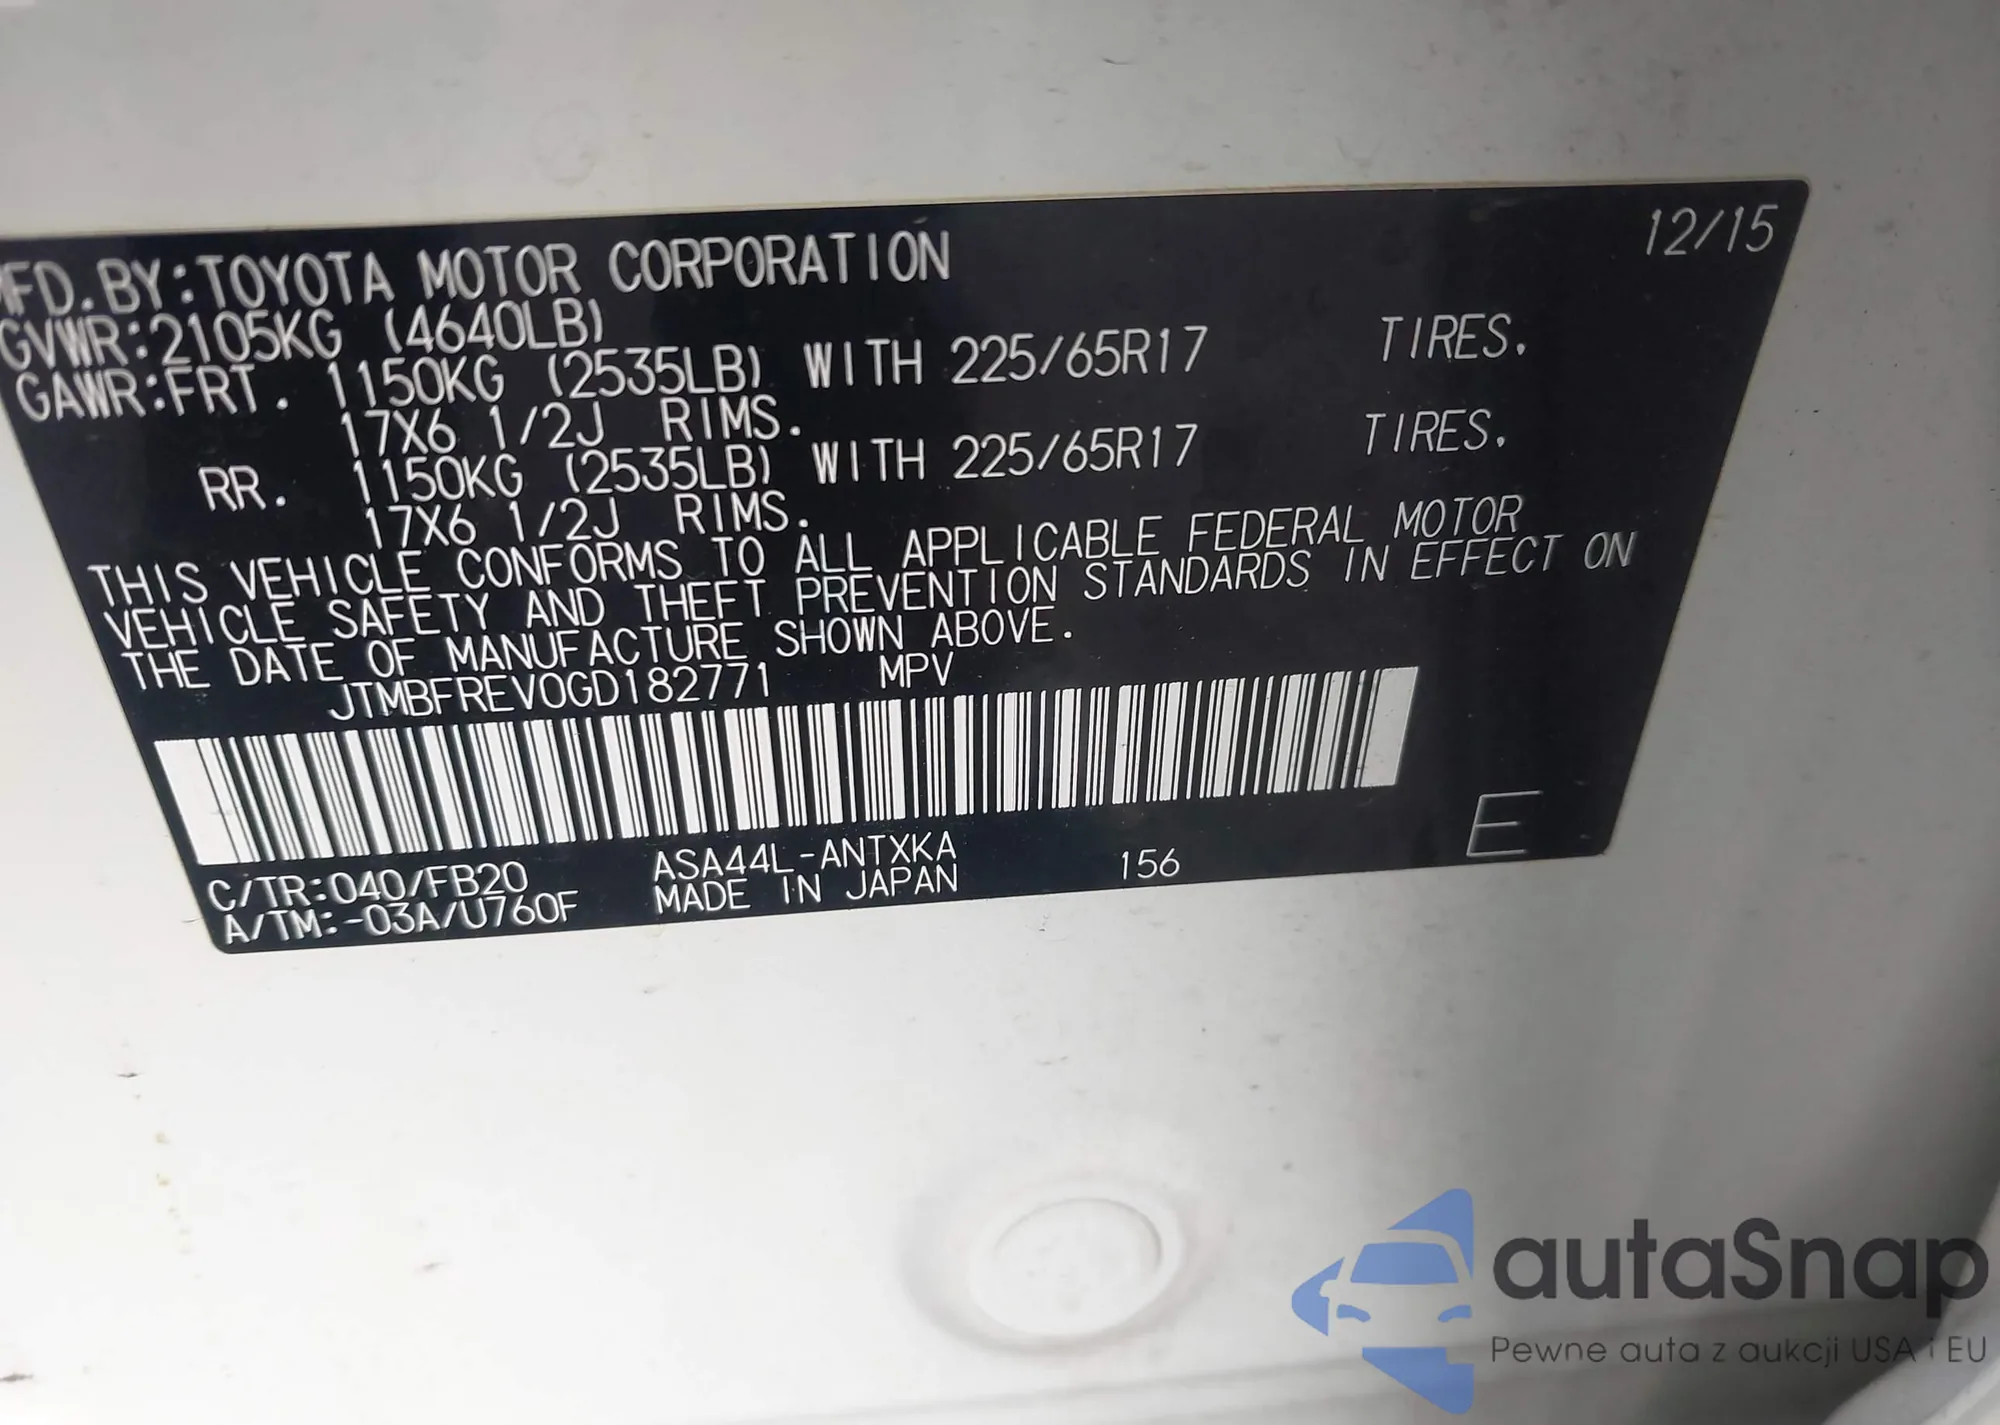 12/15
MFD.BY:TOYOTA MOTOR CORPORATION
GVWR:2105KG (4640LB)
GAWR:FRT. 1150KG (2535LB) WITH 225/65R17 TIRES.
17X6 1/2J RIMS.
RR. 1150KG (2535LB) WITH 225/65R17 TIRES.
17X6 1/2J RIMS.
THIS VEHICLE CONFORMS TO ALL APPLICABLE FEDERAL MOTOR
VEHICLE SAFETY AND THEFT PREVENTION STANDARDS IN EFFECT ON
THE DATE OF MANUFACTURE SHOWN ABOVE.
JTMBFREV0GD182771 MPV
C/TR:040/FB20 ASA44L-ANTXKA 156 E
A/TM:-03A/U760F MADE IN JAPAN
autaSnap
Pewne auta z aukcji USA i EU